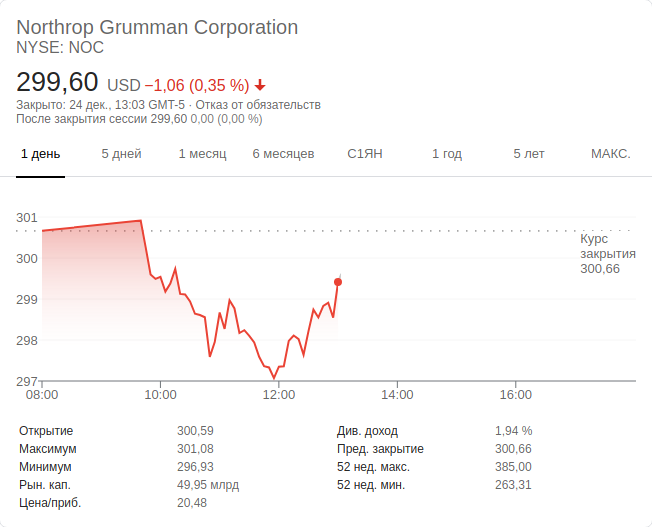 Northrop Grumman Corporation
NYSE: NOC
299,60 USD −1,06 (0,35 %)
Закрыто: 24 дек., 13:03 GMT-5 · Отказ от обязательств
После закрытия сессии 299,60 0,00 (0,00 %)
1 день 5 дней 1 месяц 6 месяцев С1ЯН 1 год 5 лет МАКС.
301
300
299
298
297
Курс
закрытия
300,66
08:00 10:00 12:00 14:00 16:00
Открытие 300,59 Див. доход 1,94 %
Максимум 301,08 Пред. закрытие 300,66
Минимум 296,93 52 нед. макс. 385,00
Рын. кап. 49,95 млрд 52 нед. мин. 263,31
Цена/приб. 20,48